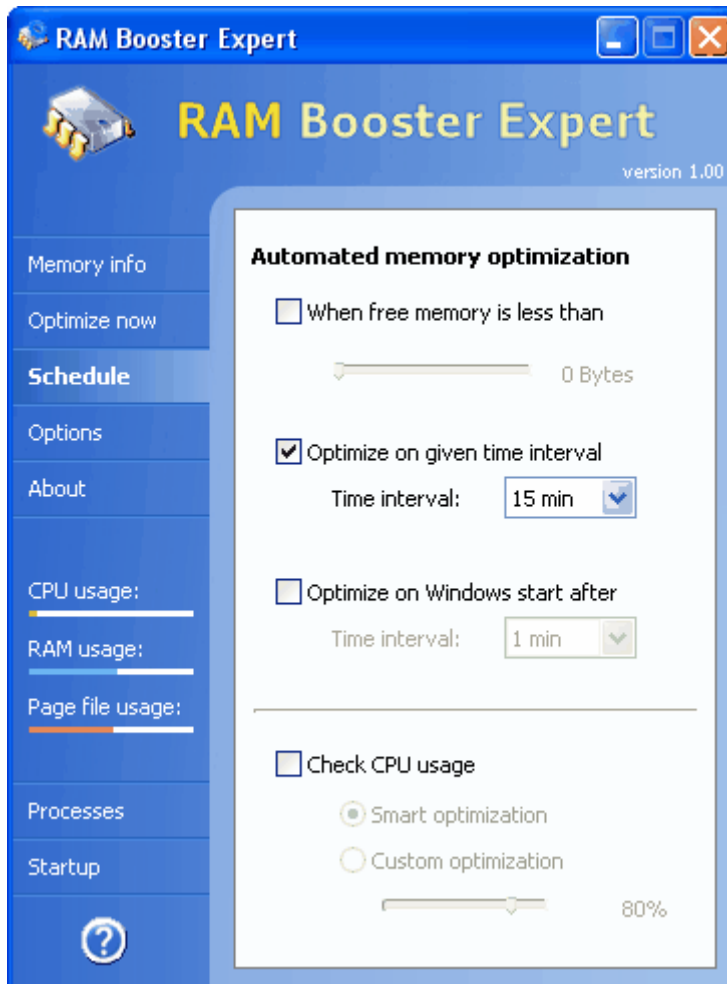 RAM Booster Expert
RAM Booster Expert
version 1.00
Memory info
Optimize now
Schedule
Options
About
CPU usage:
RAM usage:
Page file usage:
Processes
Startup
?
Automated memory optimization
When free memory is less than
0 Bytes
Optimize on given time interval
Time interval: 15 min
Optimize on Windows start after
Time interval: 1 min
Check CPU usage
Smart optimization
Custom optimization
80%